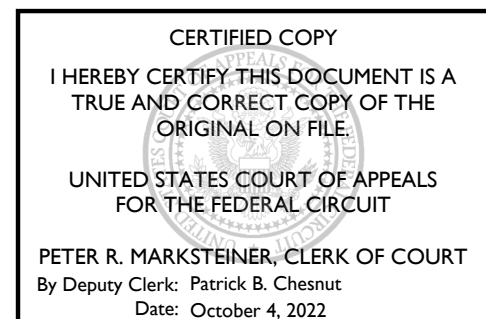 CERTIFIED COPY
I HEREBY CERTIFY THIS DOCUMENT IS A
TRUE AND CORRECT COPY OF THE
ORIGINAL ON FILE.
UNITED STATES COURT OF APPEALS
FOR THE FEDERAL CIRCUIT
PETER R. MARKSTEINER, CLERK OF COURT
By Deputy Clerk: Patrick B. Chesnut
Date: October 4, 2022